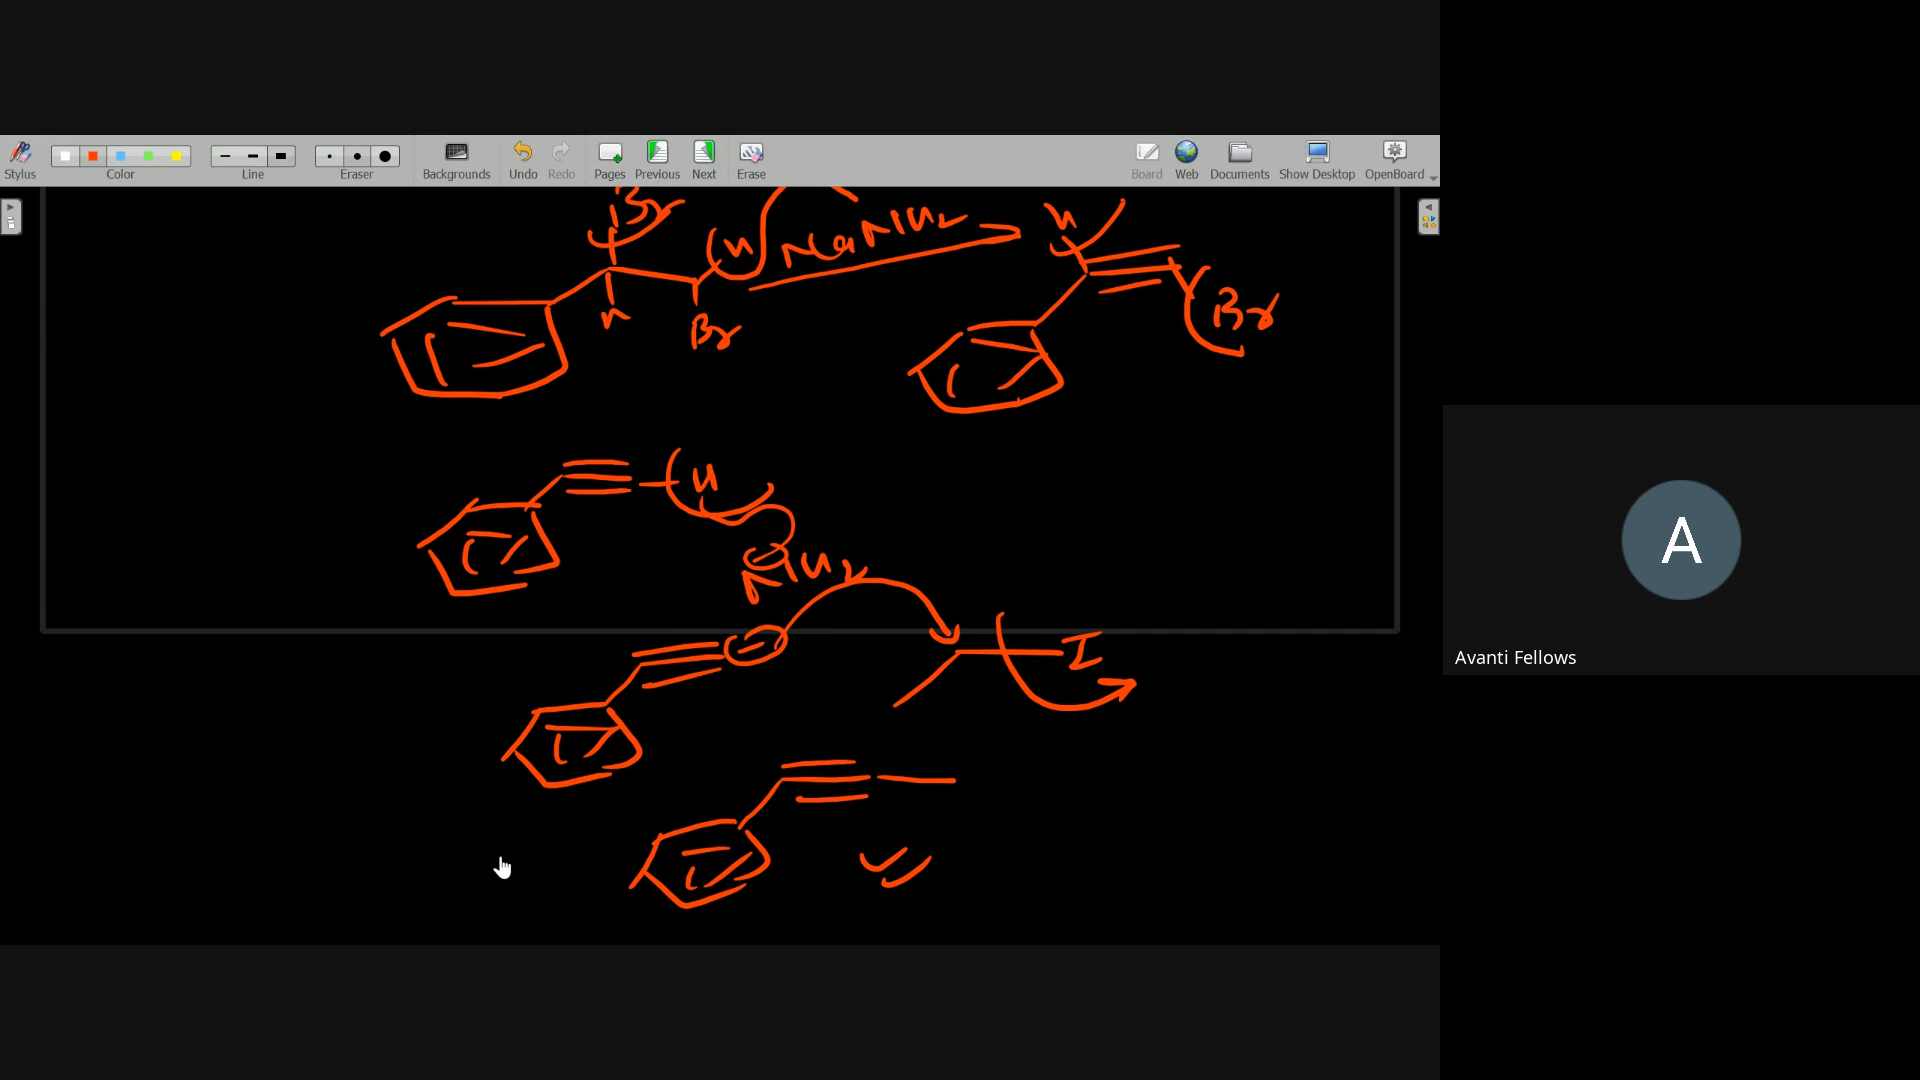 Stylus Color Line Eraser Backgrounds Undo Redo Pages Previous Next Erase Board Web Documents Show Desktop OpenBoard
Br
H NaNH2 H
H Br Br
H
NH2
I
A
Avanti Fellows